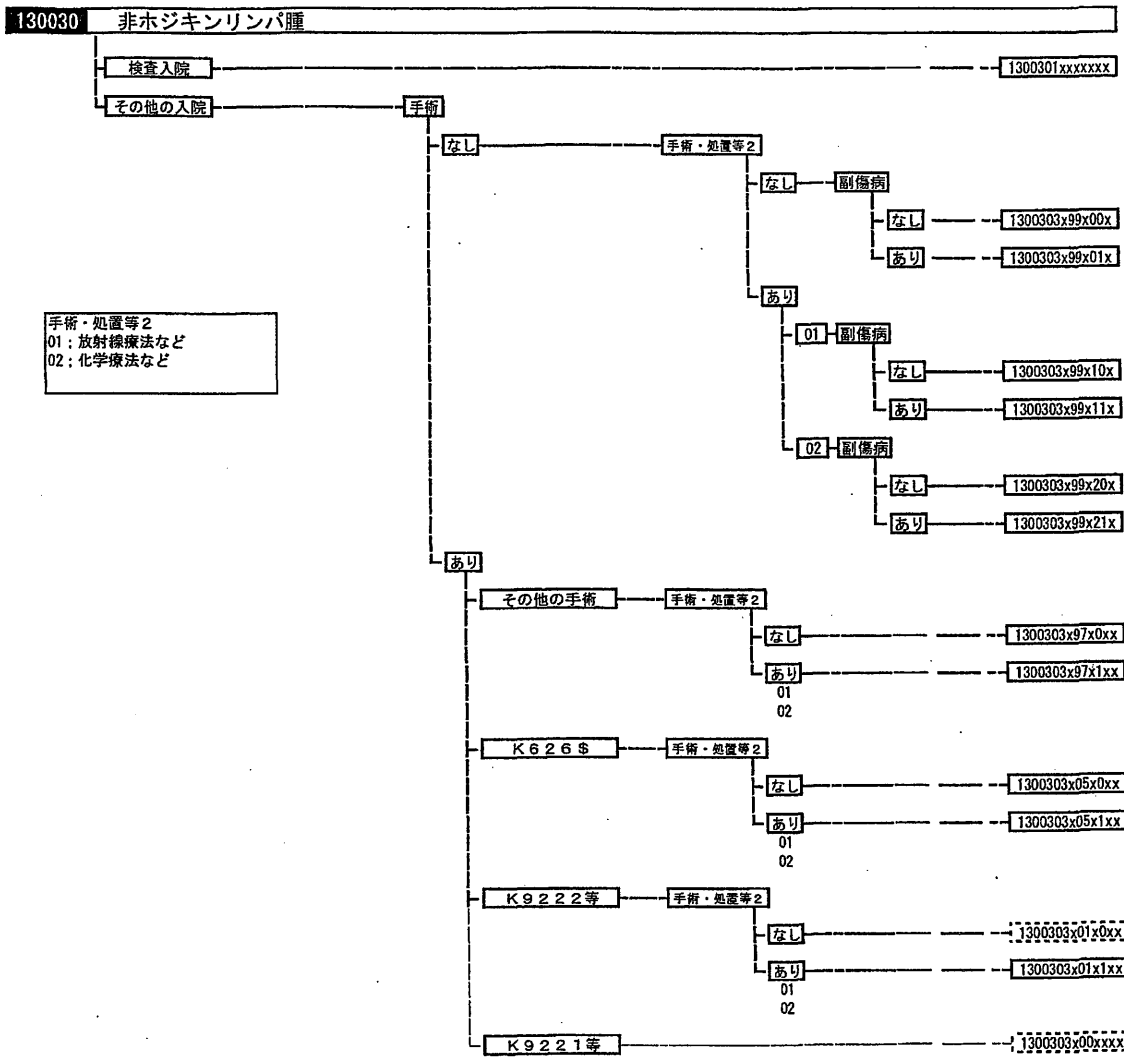 130030 非ホジキンリンパ腫
検査入院 1300301xxxxxxx
その他の入院 手術
なし 手術・処置等2
なし 副傷病
なし 1300303x99x00x
あり 1300303x99x01x
あり
01 副傷病
なし 1300303x99x10x
あり 1300303x99x11x
02 副傷病
なし 1300303x99x20x
あり 1300303x99x21x
手術・処置等2
01;放射線療法など
02;化学療法など
あり
その他の手術 手術・処置等2
なし 1300303x97x0xx
あり 1300303x97x1xx
01
02
K626$ 手術・処置等2
なし 1300303x05x0xx
あり 1300303x05x1xx
01
02
K9222等 手術・処置等2
なし 1300303x01x0xx
あり 1300303x01x1xx
01
02
K9221等 1300303x00xxxx